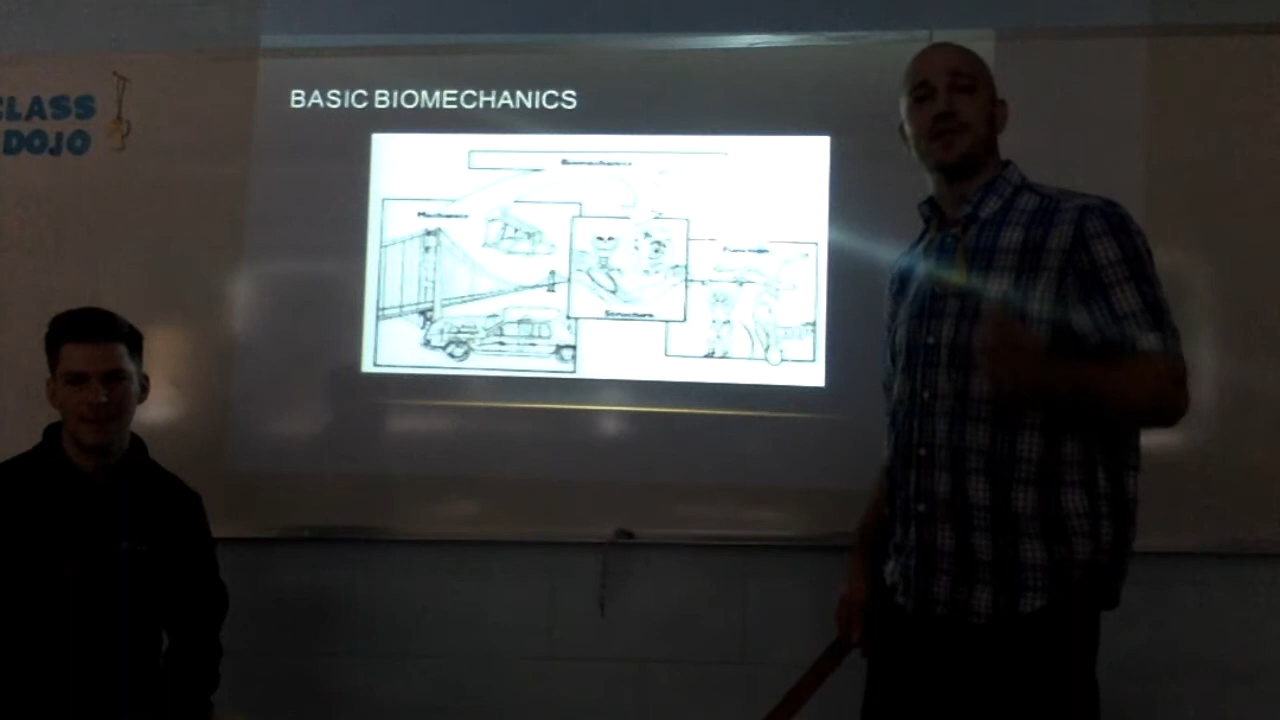 CLASS
DOJO
BASIC BIOMECHANICS
Biomechanics
Mechanics
Function
Structure